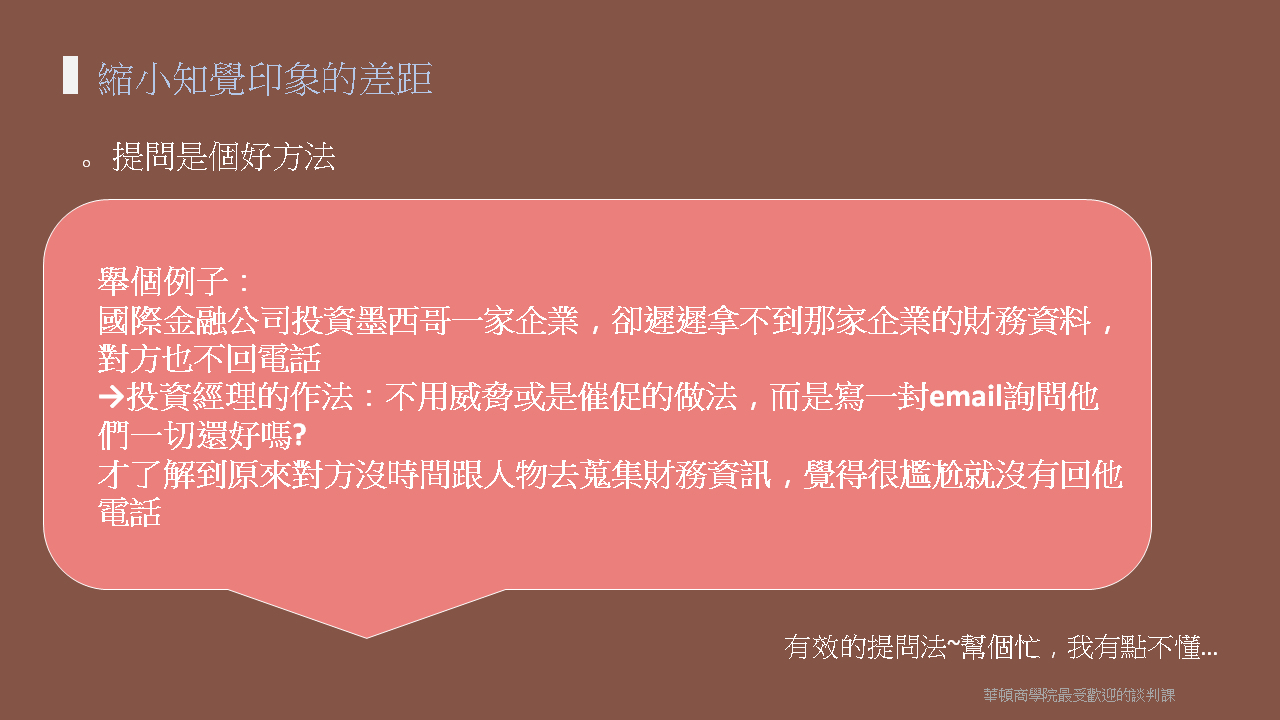 縮小知覺印象的差距
。提問是個好方法
舉個例子：
國際金融公司投資墨西哥一家企業，卻遲遲拿不到那家企業的財務資料，
對方也不回電話
→投資經理的作法：不用威脅或是催促的做法，而是寫一封email詢問他
們一切還好嗎?
才了解到原來對方沒時間跟人物去蒐集財務資訊，覺得很尷尬就沒有回他
電話
有效的提問法~幫個忙，我有點不懂...
華頓商學院最受歡迎的談判課